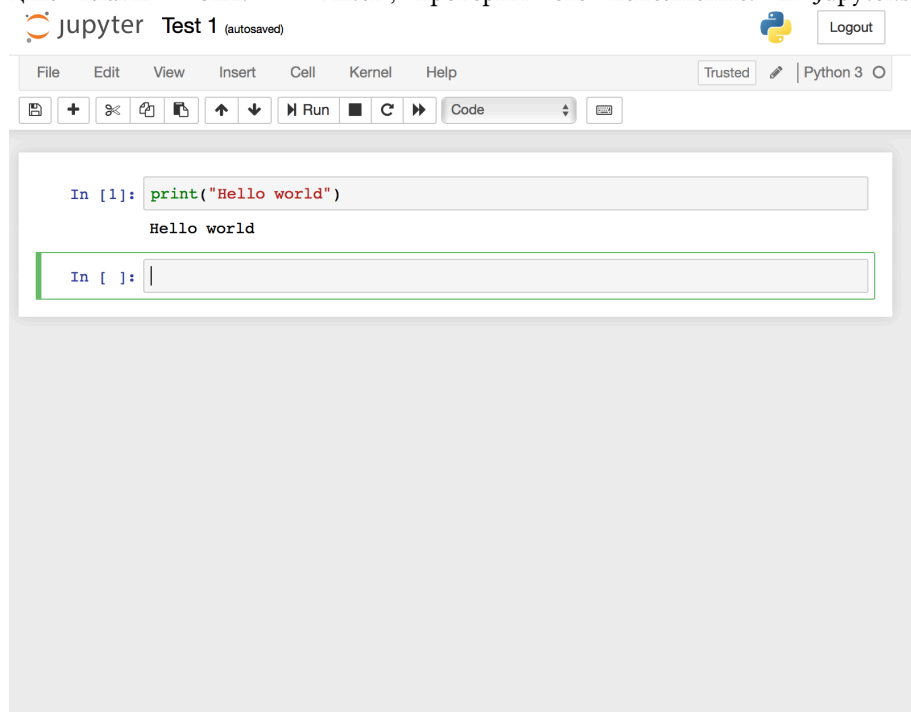 jupyter Test 1 (autosaved)
Logout
File Edit View Insert Cell Kernel Help
Trusted Python 3
Run Code
In [1]: print("Hello world")
Hello world
In [ ]: